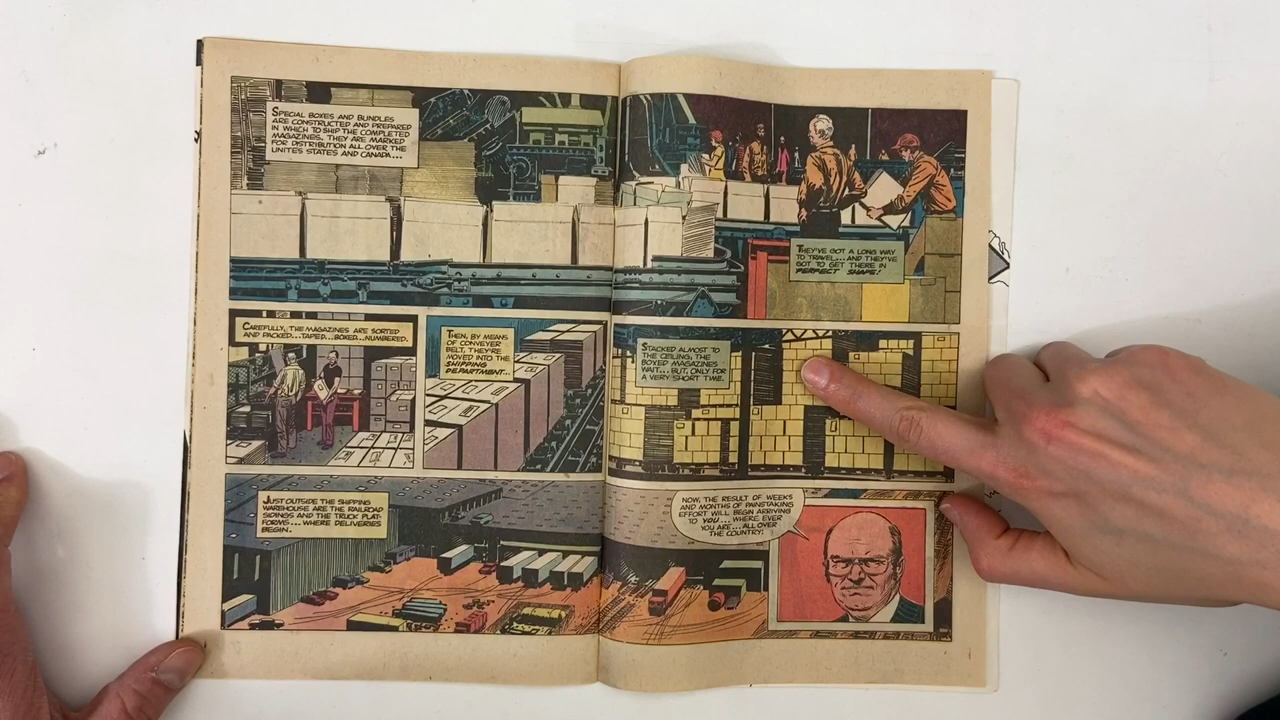 SPECIAL BOXES AND BUNDLES
ARE CONSTRUCTED AND PREPARED
IN WHICH TO SHIP THE COMPLETED
MAGAZINES. THEY ARE MARKED
FOR DISTRIBUTION ALL OVER THE
UNITE'S STATES AND CANADA...
THEY'VE GOT A LONG WAY
TO TRAVEL...AND THEY'VE
GOT TO GET THERE IN
PERFECT SHAPE!
CAREFULLY, THE MAGAZINES ARE SORTED
AND PACKED...TAPED...BOXED...NUMBERED.
THEN, BY MEANS
OF CONVEYER
BELT, THEY'RE
MOVED INTO THE
SHIPPING
DEPARTMENT...
STACKED ALMOST TO
THE CEILING, THE
BOXED MAGAZINES
WAIT...BUT, ONLY FOR
A VERY SHORT TIME.
JUST OUTSIDE THE SHIPPING
WAREHOUSE ARE THE RAILROAD
SIDINGS AND THE TRUCK PLAT-
FORMS...WHERE DELIVERIES
BEGIN.
NOW, THE RESULT OF WEEKS
AND MONTHS OF PAINSTAKING
EFFORT WILL BEGIN ARRIVING
TO YOU...WHERE EVER
YOU ARE...ALL OVER
THE COUNTRY!